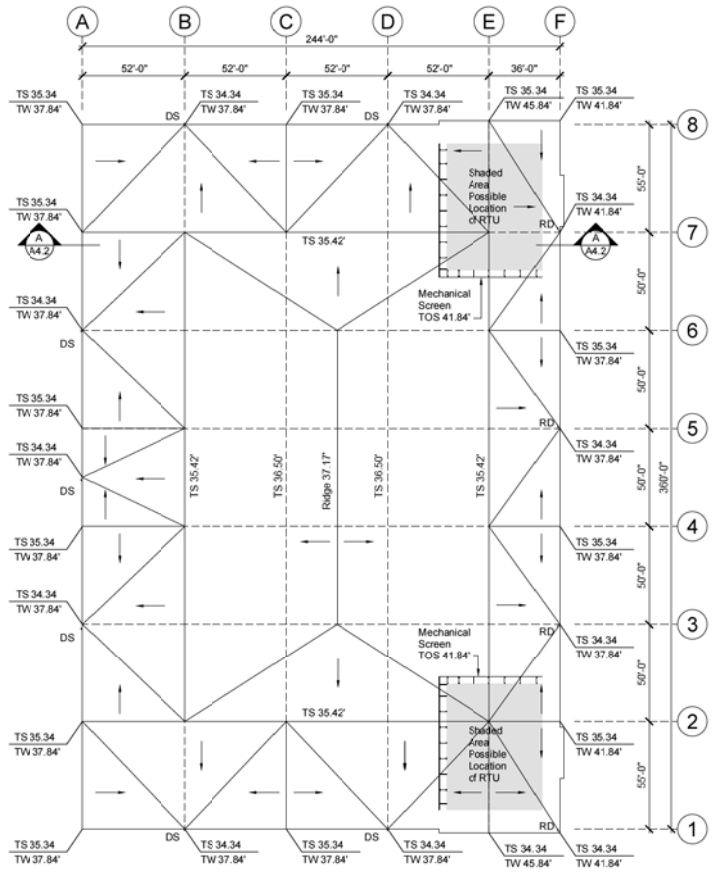 A B C D E F
244'-0"
52'-0" 52'-0" 52'-0" 52'-0" 36'-0"
TS 35.34
TW 37.84'
TS 34.34
TW 37.84'
TS 35.34
TW 37.84'
TS 34.34
TW 37.84'
TS 35.34
TW 45.84'
TS 35.34
TW 41.84'
DS
DS
8
55'-0"
Shaded
Area
Possible
Location
of RTU
TS 35.34
TW 37.84'
TS 34.34
TW 41.84'
RD
7
A
A4.2
TS 35.42'
A
A4.2
50'-0"
Mechanical
Screen
TOS 41.84'
TS 34.34
TW 37.84'
6
DS
TS 35.34
TW 37.84'
50'-0"
TS 35.34
TW 37.84'
RD
5
TS 34.34
TW 37.84'
TS 34.34
TW 37.84'
DS
TS 35.42'
TS 36.50'
Ridge 37.17"
TS 36.50'
TS 35.42'
50'-0"
360'-0"
TS 35.34
TW 37.84'
4
TS 35.34
TW 37.84'
50'-0"
TS 34.34
TW 37.84'
3
DS
Mechanical
Screen
TOS 41.84'
RD
TS 34.34
TW 37.84'
50'-0"
TS 35.42'
2
TS 35.34
TW 37.84'
Shaded
Area
Possible
Location
of RTU
TS 35.34
TW 41.84'
55'-0"
DS
DS
RD
1
TS 35.34
TW 37.84'
TS 34.34
TW 37.84'
TS 35.34
TW 37.84'
TS 34.34
TW 37.84'
TS 34.34
TW 45.84'
TS 34.34
TW 41.84'